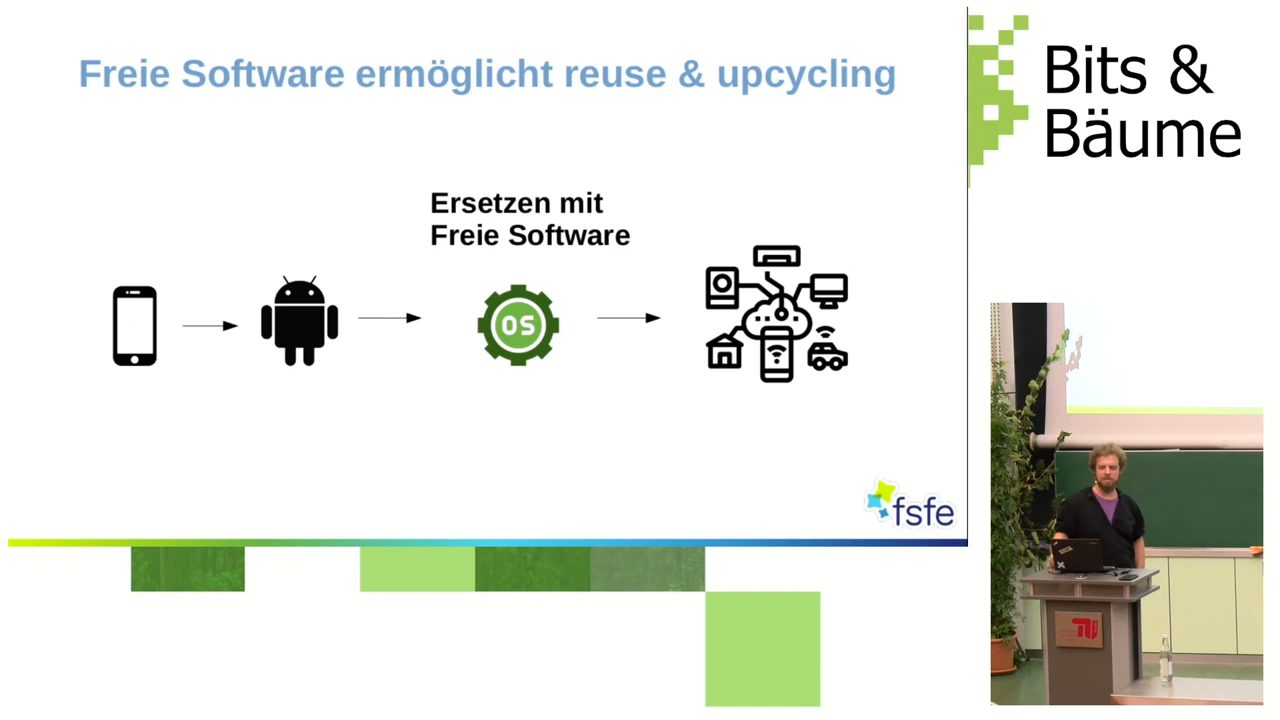 Freie Software ermöglicht reuse & upcycling
Bits &
Bäume
Ersetzen mit
Freie Software
OS
fsfe